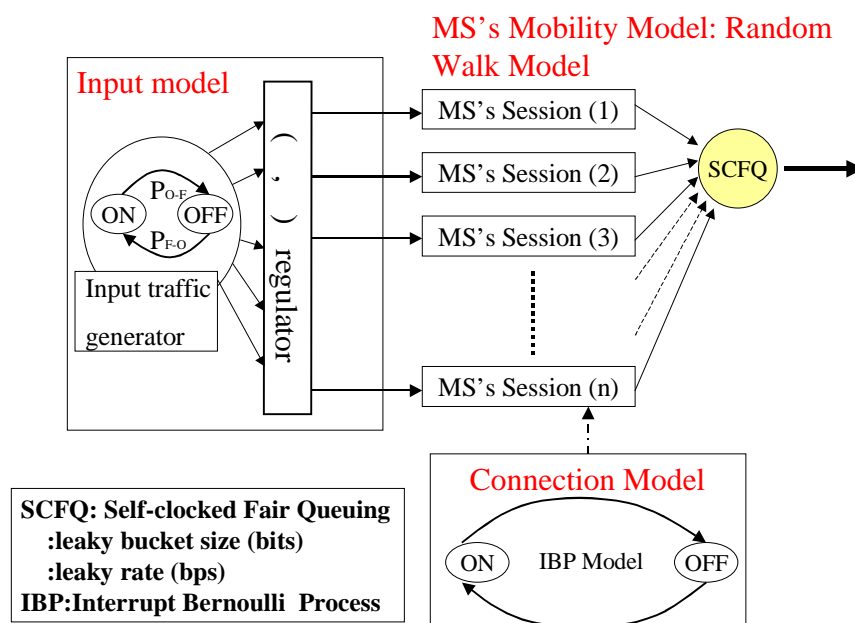 MS's Mobility Model: Random
Walk Model
Input model
ON
P_O-F
OFF
P_F-O
Input traffic
generator
( , ) regulator
MS's Session (1)
MS's Session (2)
MS's Session (3)
MS's Session (n)
SCFQ
Connection Model
ON
IBP Model
OFF
SCFQ: Self-clocked Fair Queuing
:leaky bucket size (bits)
:leaky rate (bps)
IBP:Interrupt Bernoulli Process